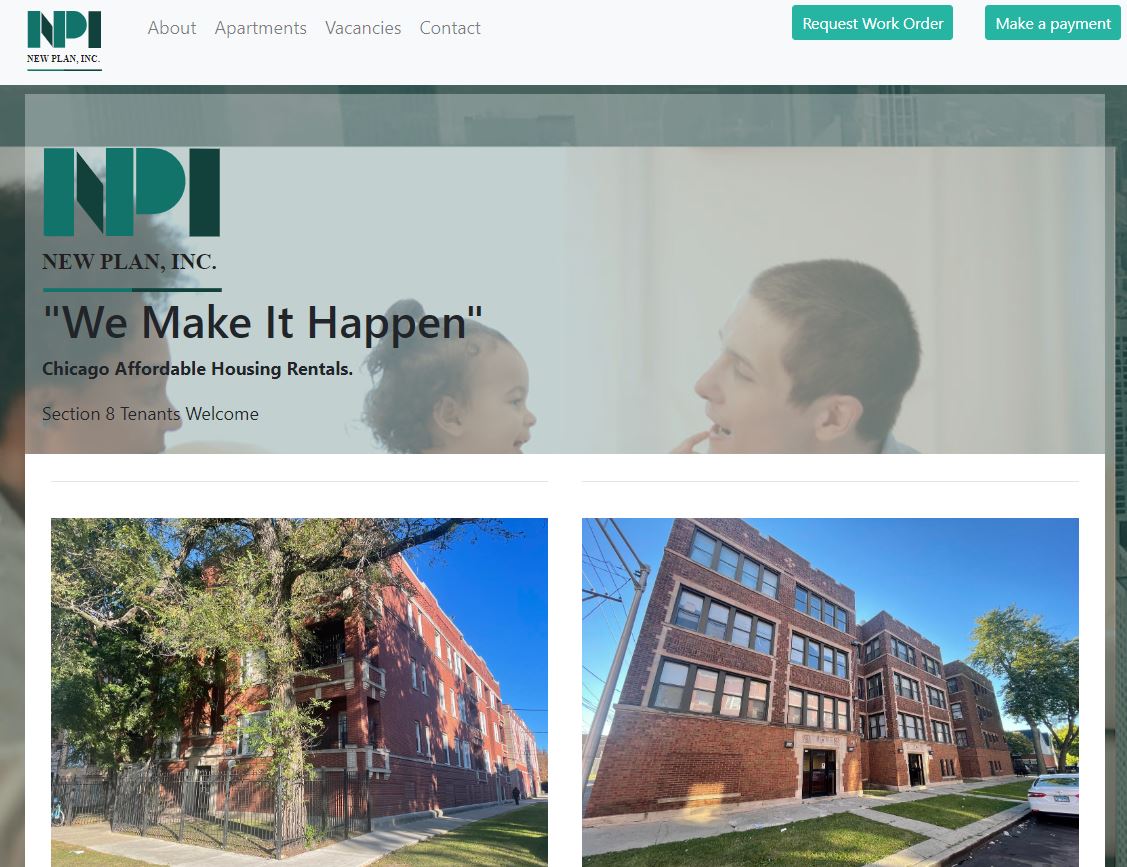 NPI
NEW PLAN, INC.
About Apartments Vacancies Contact
Request Work Order
Make a payment
NPI
NEW PLAN, INC.
"We Make It Happen"
Chicago Affordable Housing Rentals.
Section 8 Tenants Welcome